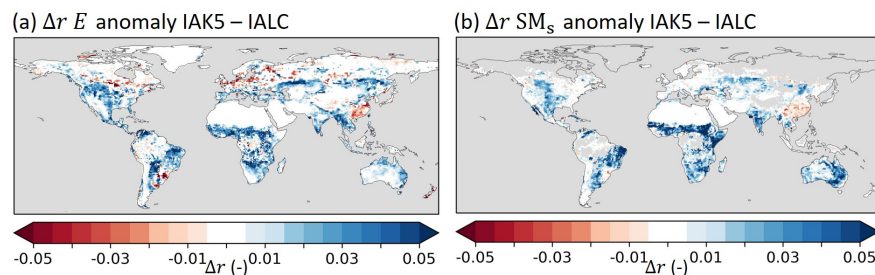 (a) Δr E anomaly IAK5 – IALC
(b) Δr SMs anomaly IAK5 – IALC
-0.05 -0.03 -0.01 0.01 0.03 0.05
Δr (-)
-0.05 -0.03 -0.01 0.01 0.03 0.05
Δr (-)